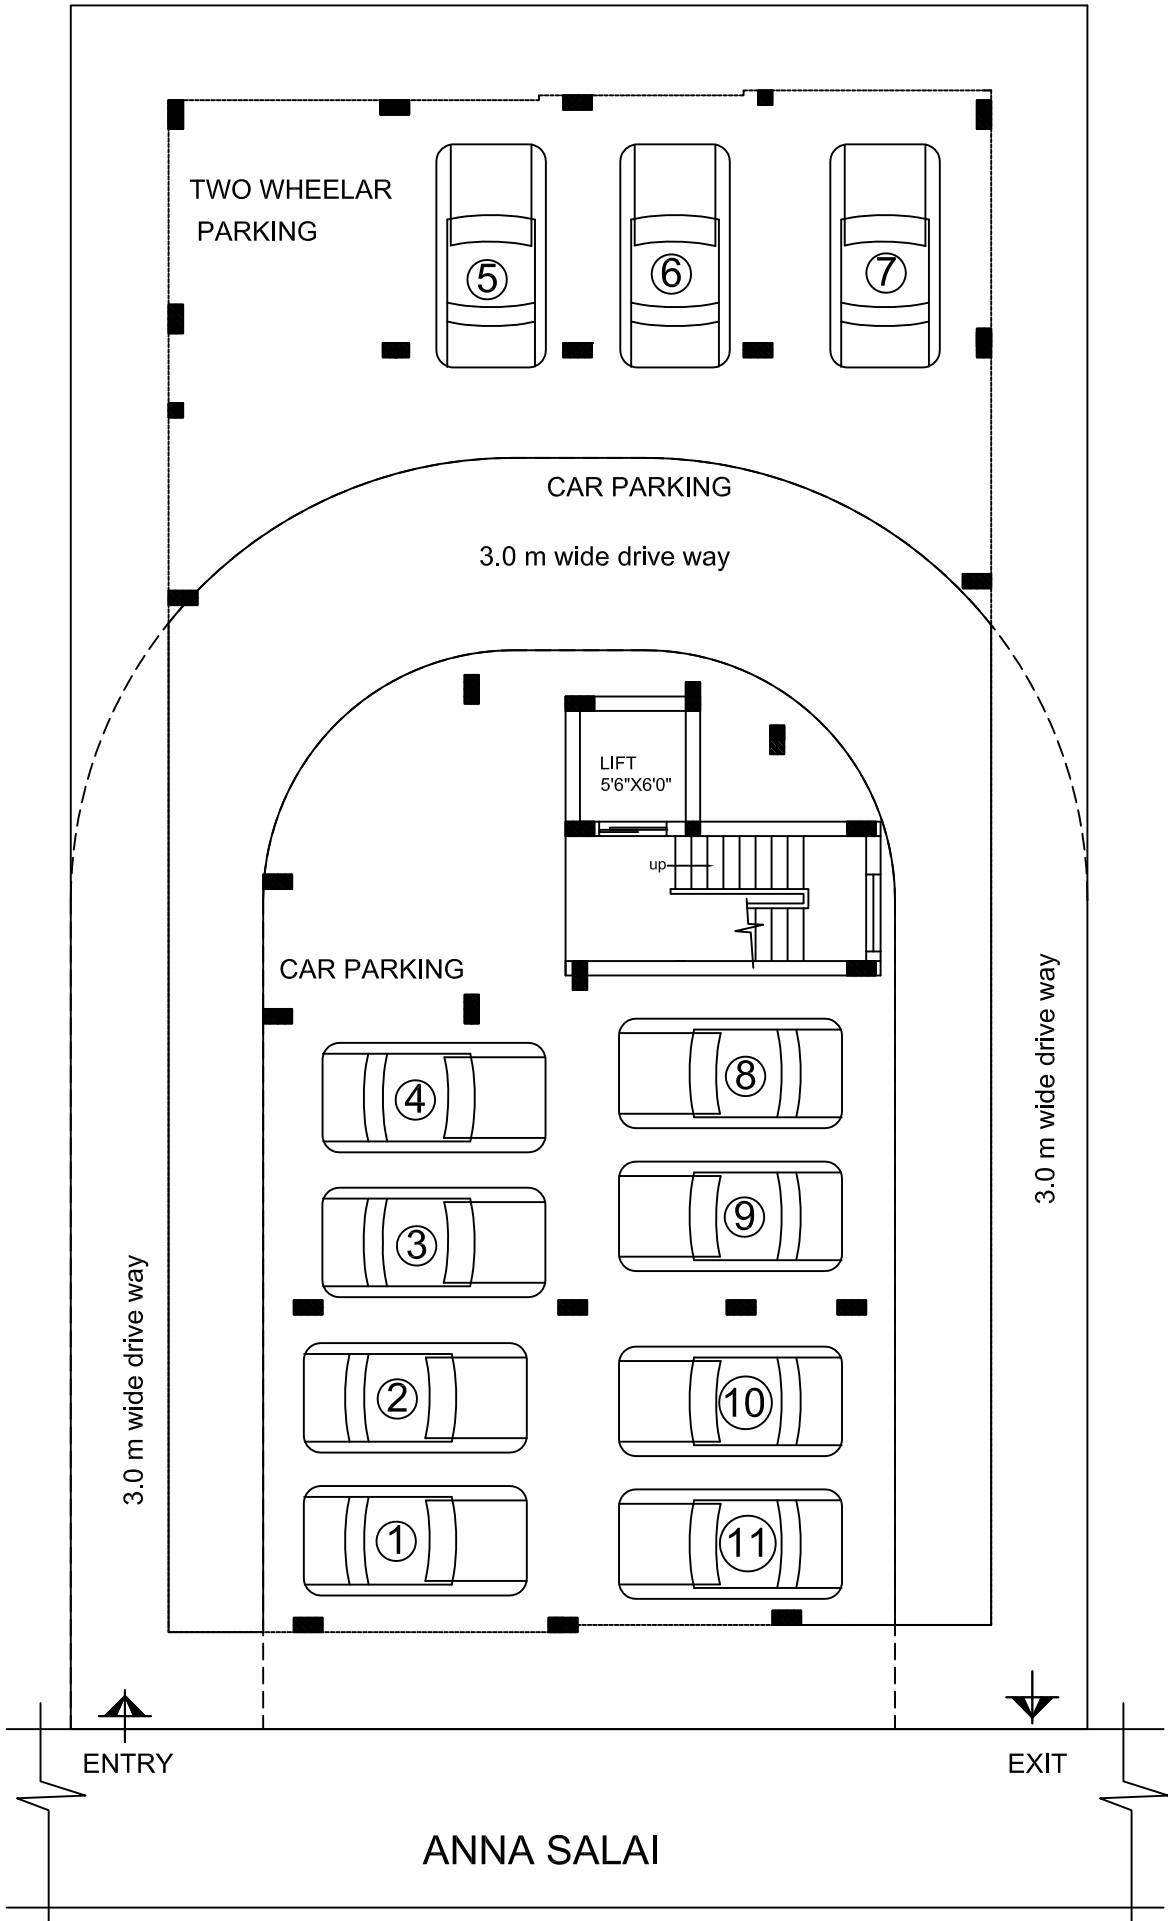 TWO WHEELAR
PARKING
5
6
7
CAR PARKING
3.0 m wide drive way
LIFT
5'6"X6'0"
up
CAR PARKING
3.0 m wide drive way
4
8
3
9
3.0 m wide drive way
2
10
1
11
ENTRY
EXIT
ANNA SALAI